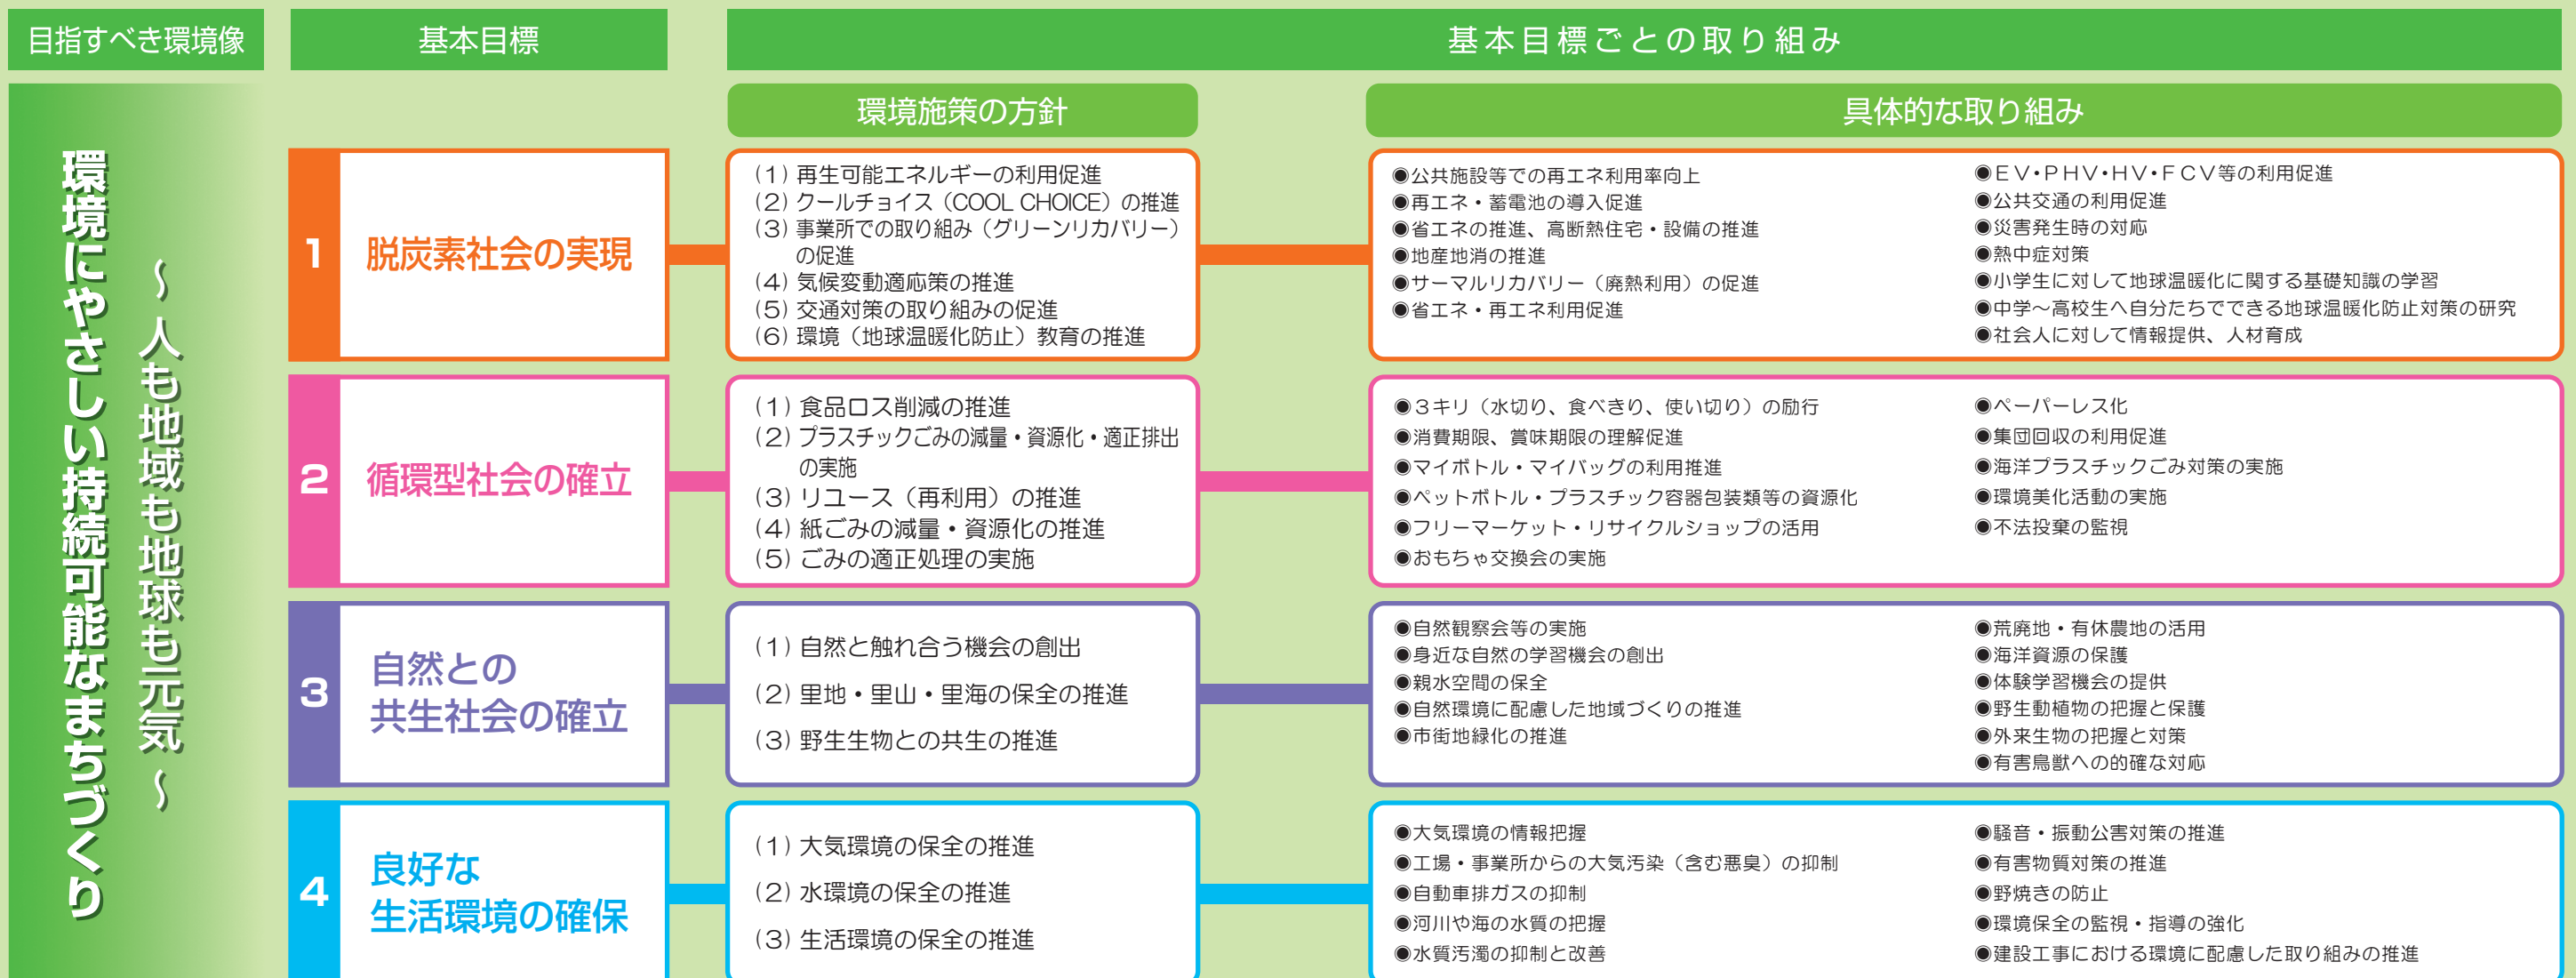 目指すべき環境像
基本目標
基本目標ごとの取り組み
環境施策の方針
具体的な取り組み
環境にやさしい持続可能なまちづくり
～人も地域も地球も元気～
1
脱炭素社会の実現
(1) 再生可能エネルギーの利用促進
(2) クールチョイス（COOL CHOICE）の推進
(3) 事業所での取り組み（グリーンリカバリー）
の促進
(4) 気候変動適応策の推進
(5) 交通対策の取り組みの促進
(6) 環境（地球温暖化防止）教育の推進
◉公共施設等での再エネ利用率向上
◉再エネ・蓄電池の導入促進
◉省エネの推進、高断熱住宅・設備の推進
◉地産地消の推進
◉サーマルリカバリー（廃熱利用）の促進
◉省エネ・再エネ利用促進
◉ＥＶ・ＰＨＶ・ＨＶ・ＦＣＶ等の利用促進
◉公共交通の利用促進
◉災害発生時の対応
◉熱中症対策
◉小学生に対して地球温暖化に関する基礎知識の学習
◉中学～高校生へ自分たちでできる地球温暖化防止対策の研究
◉社会人に対して情報提供、人材育成
2
循環型社会の確立
(1) 食品ロス削減の推進
(2) プラスチックごみの減量・資源化・適正排出
の実施
(3) リユース（再利用）の推進
(4) 紙ごみの減量・資源化の推進
(5) ごみの適正処理の実施
◉３キリ（水切り、食べきり、使い切り）の励行
◉消費期限、賞味期限の理解促進
◉マイボトル・マイバッグの利用推進
◉ペットボトル・プラスチック容器包装類等の資源化
◉フリーマーケット・リサイクルショップの活用
◉おもちゃ交換会の実施
◉ペーパーレス化
◉集団回収の利用促進
◉海洋プラスチックごみ対策の実施
◉環境美化活動の実施
◉不法投棄の監視
3
自然との
共生社会の確立
(1) 自然と触れ合う機会の創出
(2) 里地・里山・里海の保全の推進
(3) 野生生物との共生の推進
◉自然観察会等の実施
◉身近な自然の学習機会の創出
◉親水空間の保全
◉自然環境に配慮した地域づくりの推進
◉市街地緑化の推進
◉荒廃地・有休農地の活用
◉海洋資源の保護
◉体験学習機会の提供
◉野生動植物の把握と保護
◉外来生物の把握と対策
◉有害鳥獣への的確な対応
4
良好な
生活環境の確保
(1) 大気環境の保全の推進
(2) 水環境の保全の推進
(3) 生活環境の保全の推進
◉大気環境の情報把握
◉工場・事業所からの大気汚染（含む悪臭）の抑制
◉自動車排ガスの抑制
◉河川や海の水質の把握
◉水質汚濁の抑制と改善
◉騒音・振動公害対策の推進
◉有害物質対策の推進
◉野焼きの防止
◉環境保全の監視・指導の強化
◉建設工事における環境に配慮した取り組みの推進